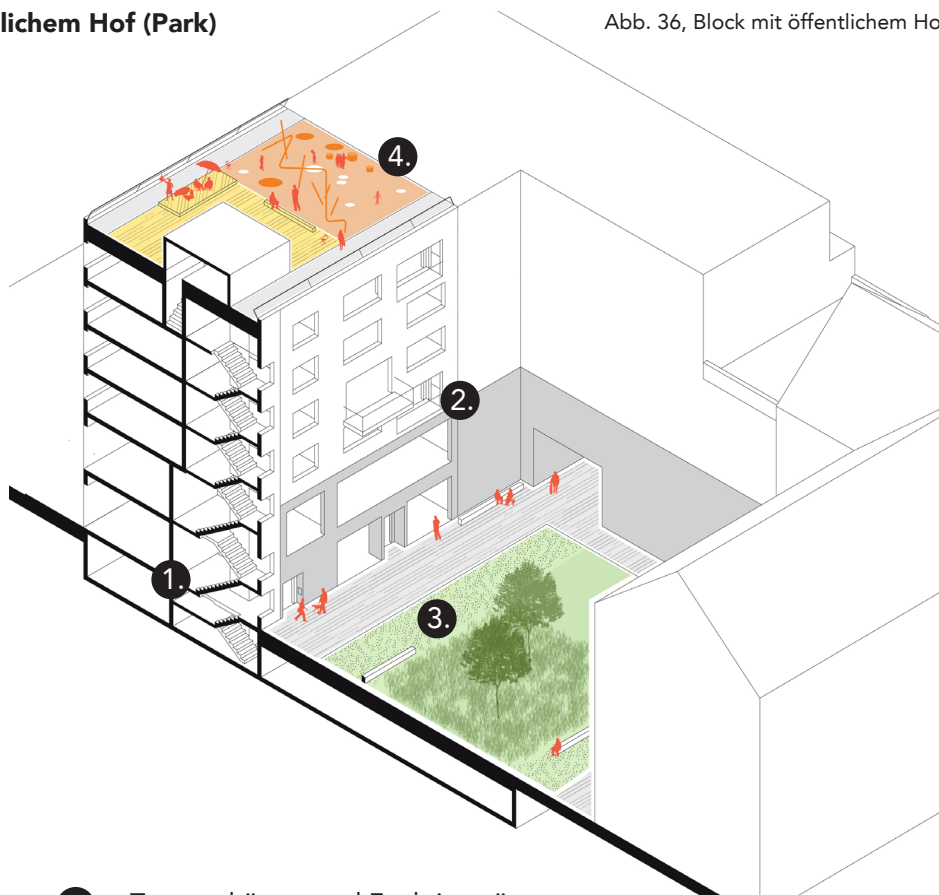 lichem Hof (Park)
Abb. 36, Block mit öffentlichem Ho
4.
2.
1.
3.